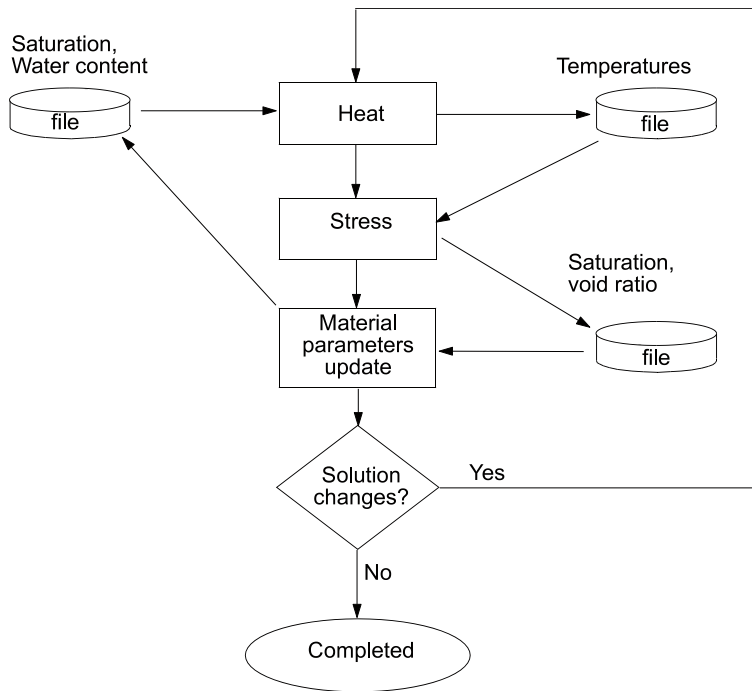 Saturation,
Water content
file
Heat
Temperatures
file
Stress
Saturation,
void ratio
file
Material
parameters
update
Solution
changes?
Yes
No
Completed